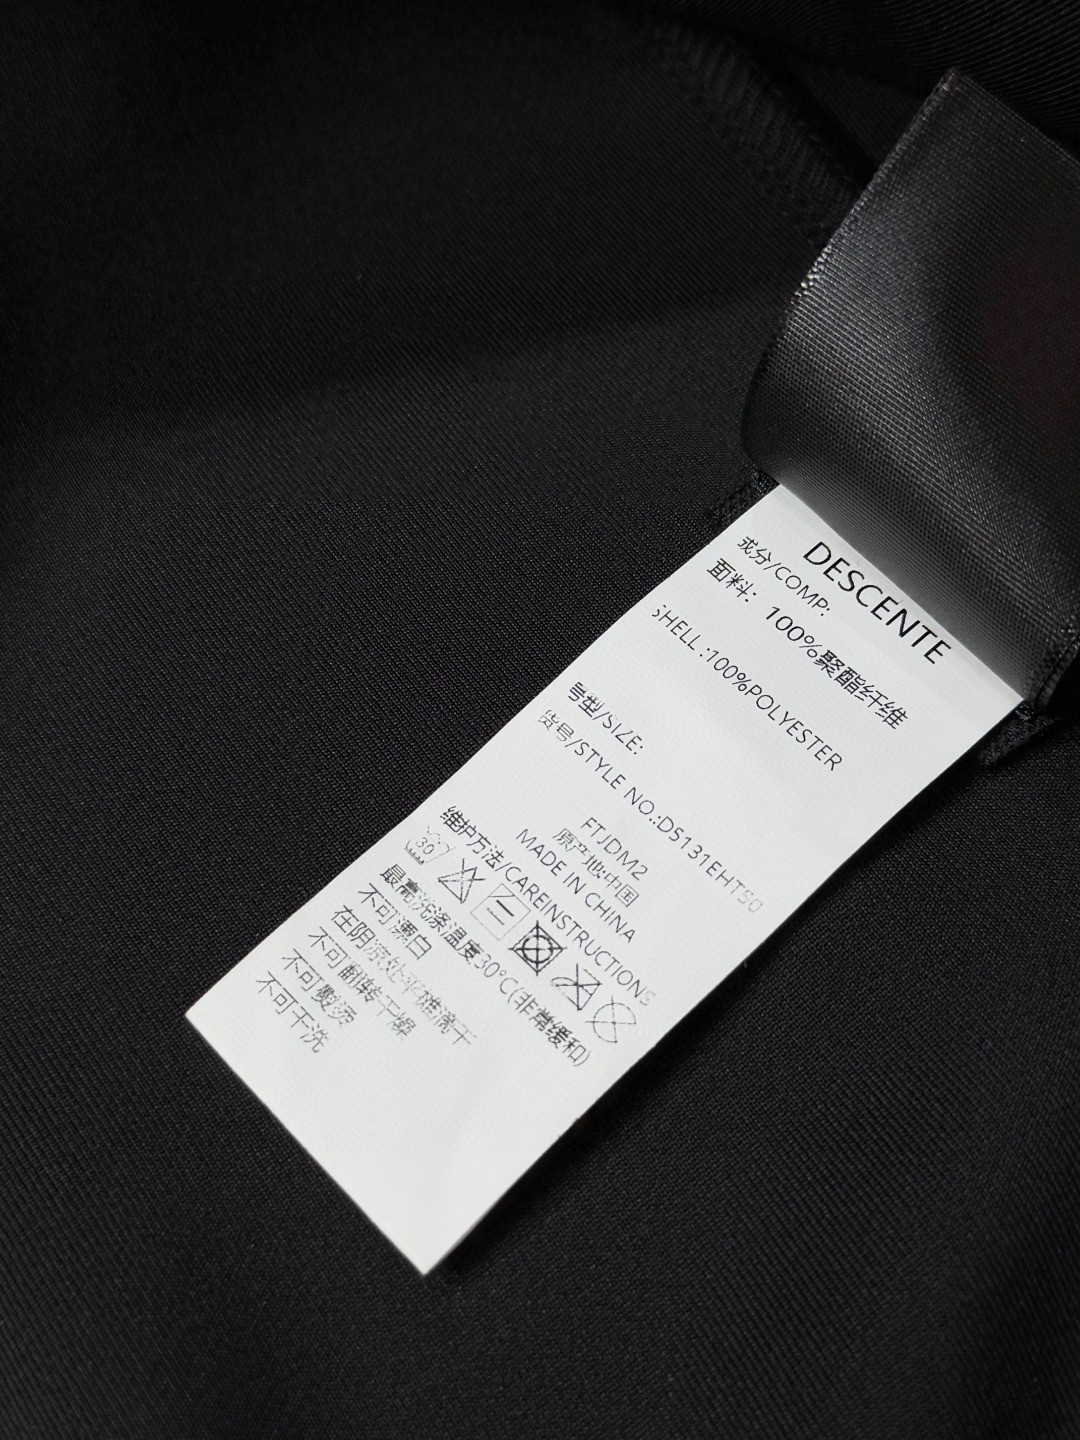 DESCENTE
成分/COMP:
面料: 100%聚酯纤维
SHELL :100%POLYESTER
号型/SIZE:
货号/STYLE NO.:DS131EHT50
FTJDM2
原产地:中国
MADE IN CHINA
维护方法/CAREINSTRUCTIONS
30
最高洗涤温度30°C(非常缓和)
不可漂白
在阴凉处平摊滴干
不可翻转干燥
不可熨烫
不可干洗